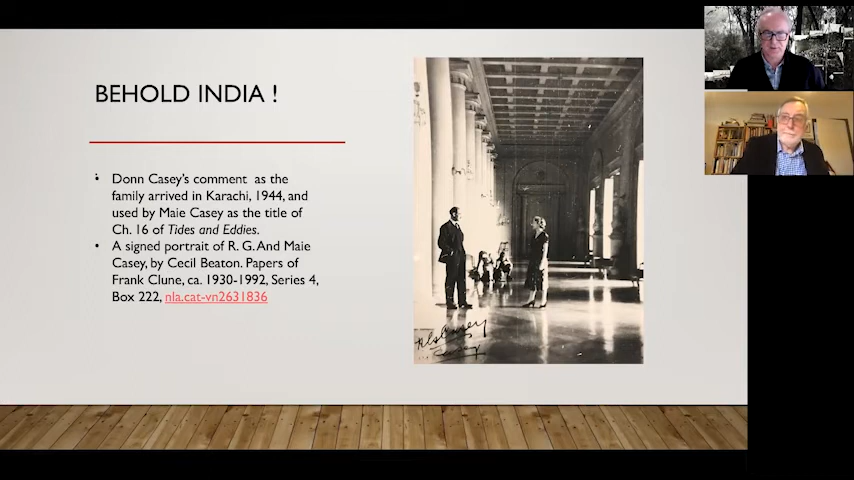 BEHOLD INDIA !
• Donn Casey's comment as the
family arrived in Karachi, 1944, and
used by Maie Casey as the title of
Ch. 16 of Tides and Eddies.
• A signed portrait of R. G. And Maie
Casey, by Cecil Beaton. Papers of
Frank Clune, ca. 1930-1992, Series 4,
Box 222, nla.cat-vn2631836
Casey